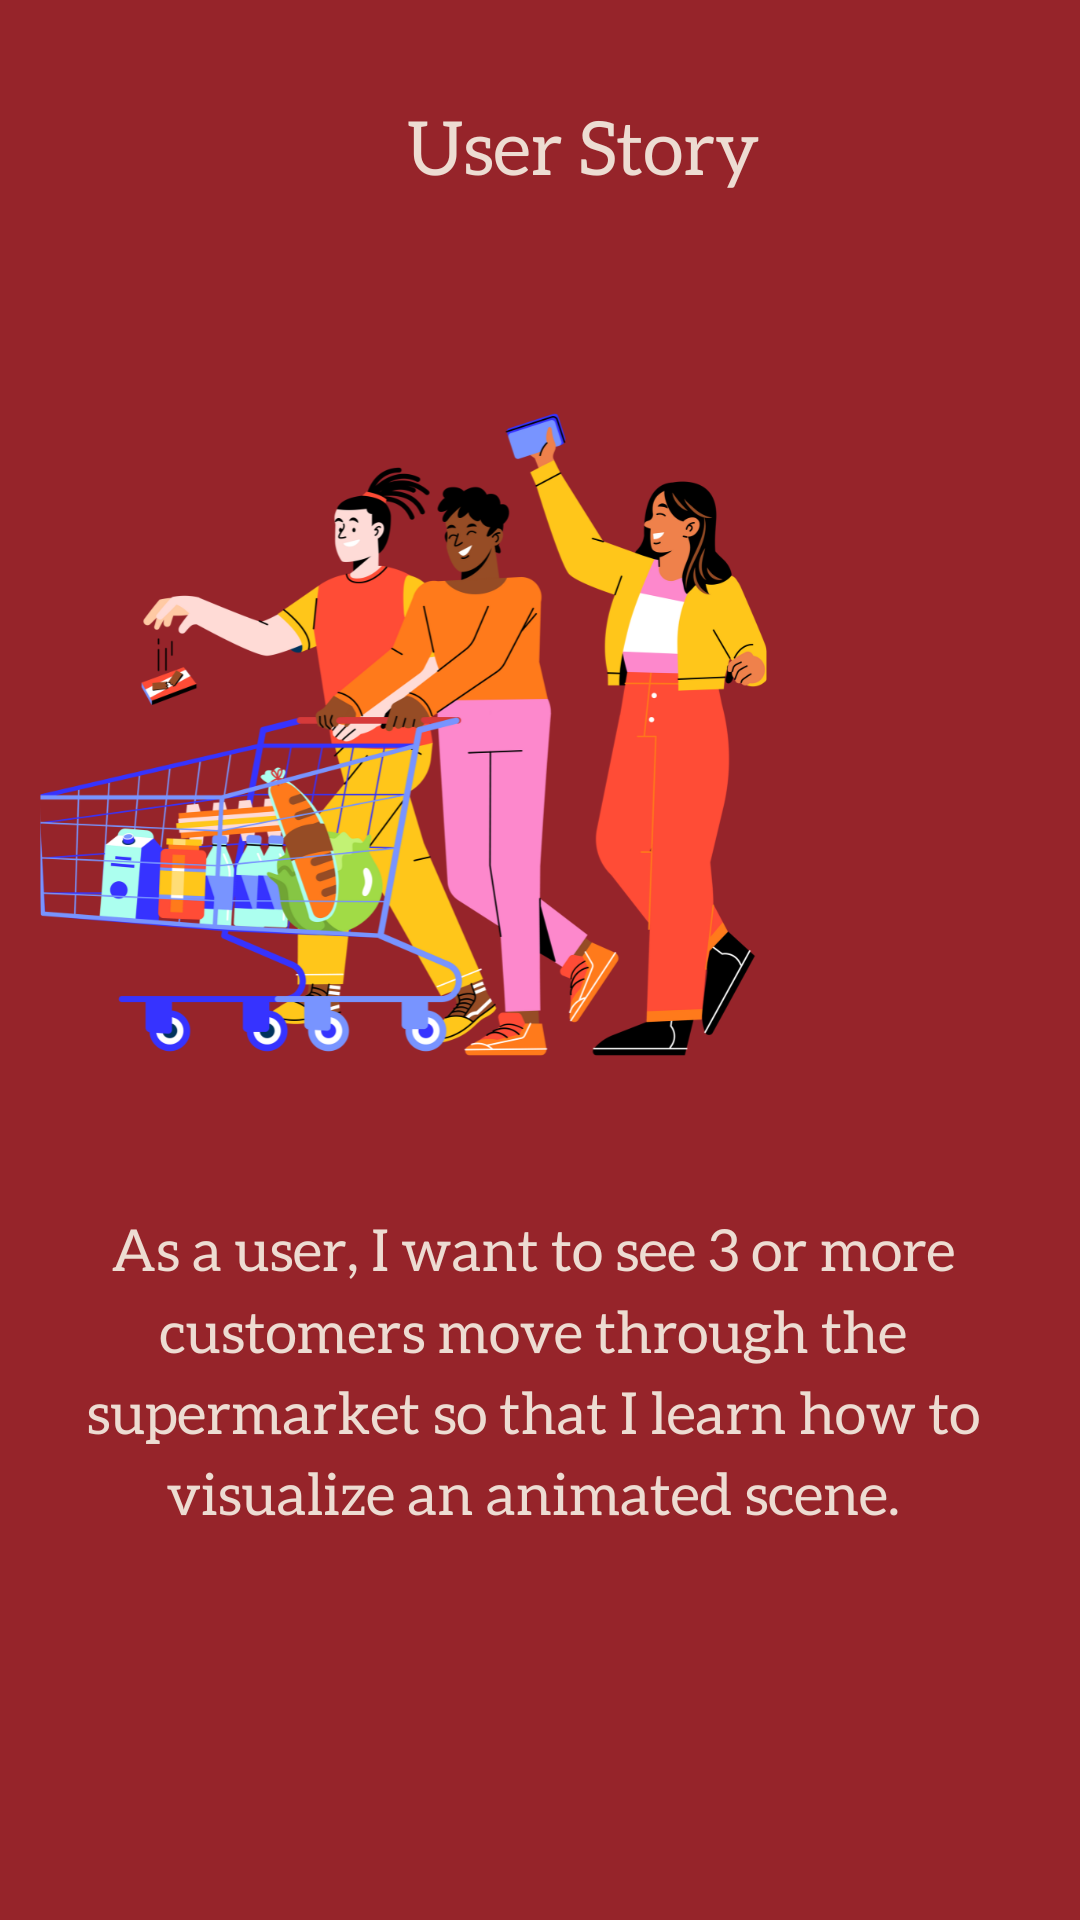 User Story
As a user, I want to see 3 or more
customers move through the
supermarket so that I learn how to
visualize an animated scene.